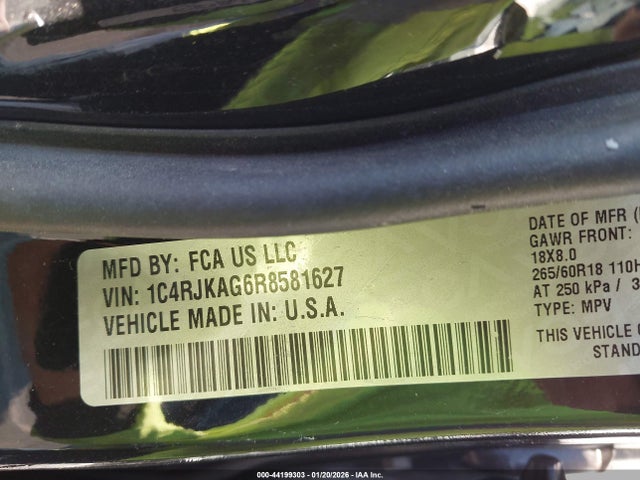 MFD BY: FCA US LLC
VIN: 1C4RJKAG6R8581627
VEHICLE MADE IN: U.S.A.
DATE OF MFR
GAWR FRONT:
18X8.0
265/60R18 110H
AT 250 kPa / 3
TYPE: MPV
THIS VEHICLE
STAND
000-44199303 — 01/20/2026 — IAA Inc.